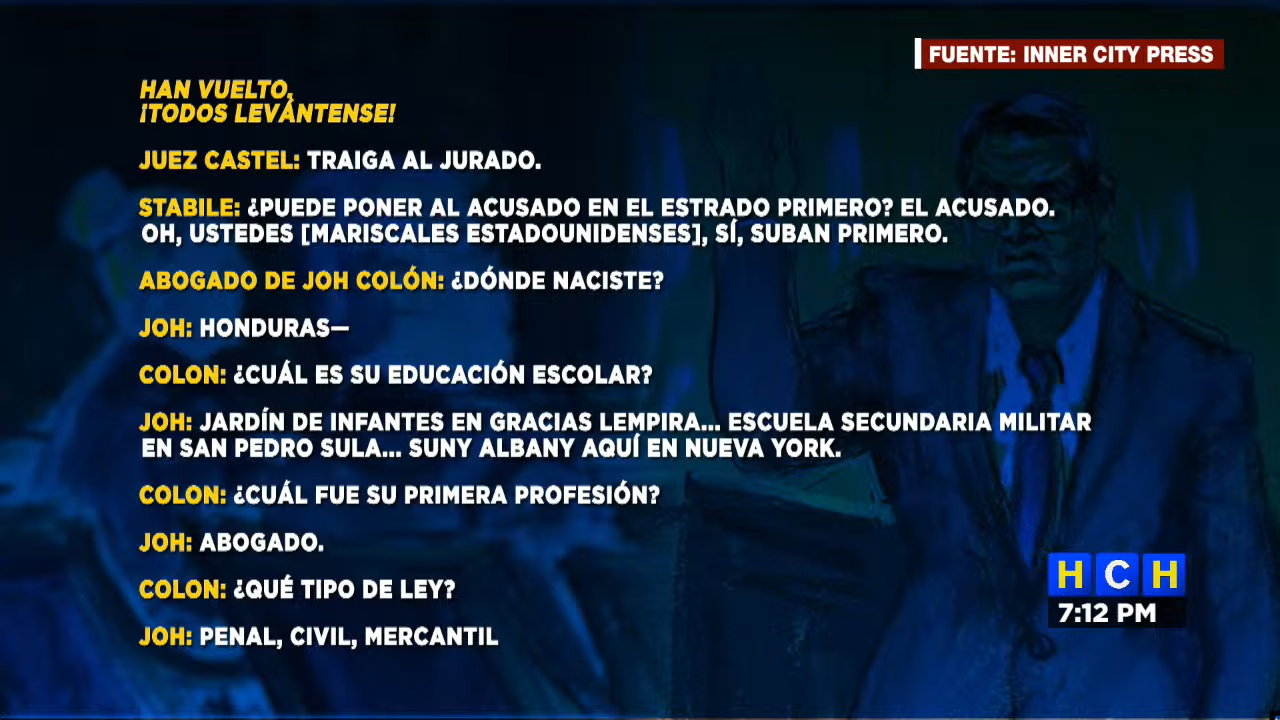 FUENTE: INNER CITY PRESS
HAN VUELTO,
¡TODOS LEVÁNTENSE!
JUEZ CASTEL: TRAIGA AL JURADO.
STABILE: ¿PUEDE PONER AL ACUSADO EN EL ESTRADO PRIMERO? EL ACUSADO.
OH, USTEDES [MARISCALES ESTADOUNIDENSES], SÍ, SUBAN PRIMERO.
ABOGADO DE JOH COLÓN: ¿DÓNDE NACISTE?
JOH: HONDURAS—
COLON: ¿CUÁL ES SU EDUCACIÓN ESCOLAR?
JOH: JARDÍN DE INFANTES EN GRACIAS LEMPIRA... ESCUELA SECUNDARIA MILITAR
EN SAN PEDRO SULA... SUNY ALBANY AQUÍ EN NUEVA YORK.
COLON: ¿CUÁL FUE SU PRIMERA PROFESIÓN?
JOH: ABOGADO.
COLON: ¿QUÉ TIPO DE LEY?
JOH: PENAL, CIVIL, MERCANTIL
HCH
7:12 PM